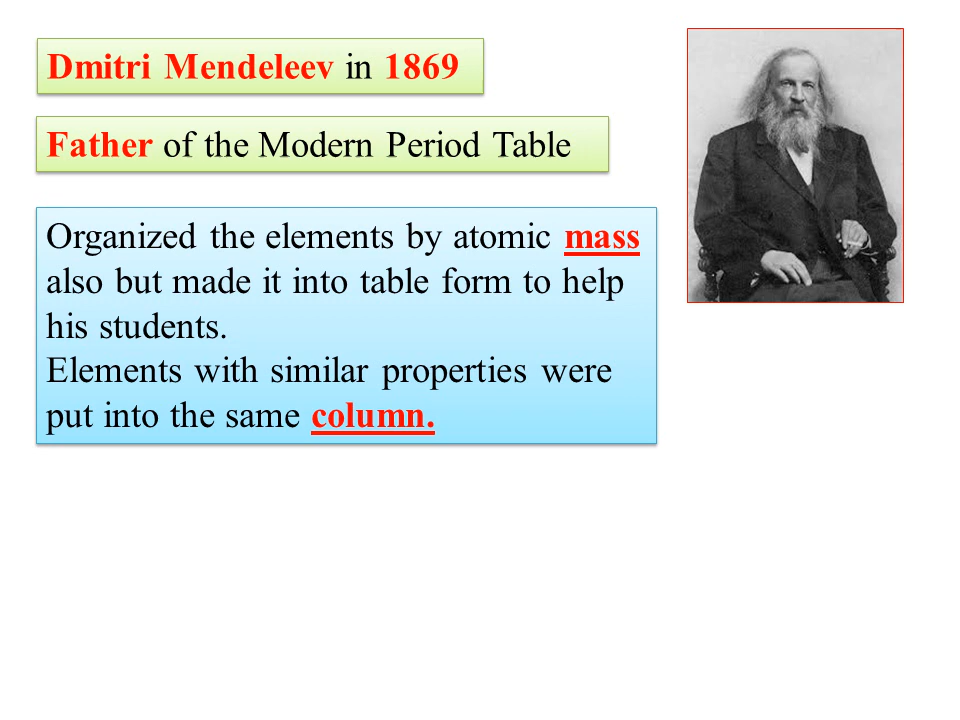 Dmitri Mendeleev in 1869
Father of the Modern Period Table
Organized the elements by atomic mass
also but made it into table form to help
his students.
Elements with similar properties were
put into the same column.